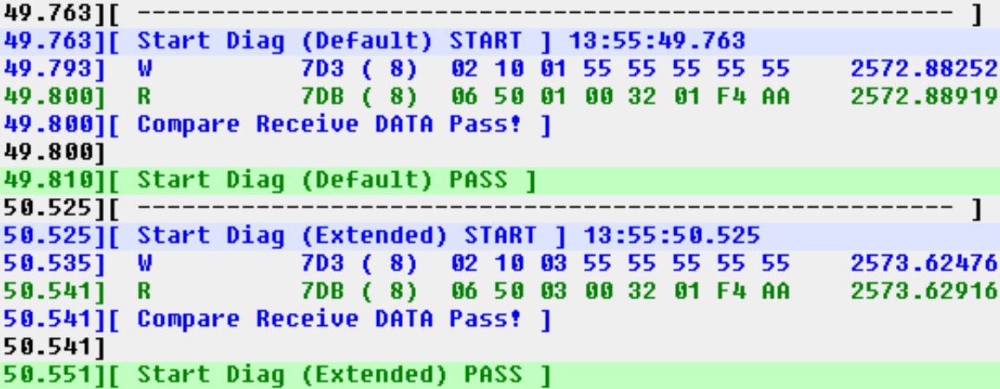 49.763][ ------------------------------------------------------- ]
49.763][ Start Diag (Default) START ] 13:55:49.763
49.793] W 7D3 ( 8) 02 10 01 55 55 55 55 55 2572.88252
49.800] R 7DB ( 8) 06 50 01 00 32 01 F4 AA 2572.88919
49.800][ Compare Receive DATA Pass! ]
49.800]
49.810][ Start Diag (Default) PASS ]
50.525][ ------------------------------------------------------- ]
50.525][ Start Diag (Extended) START ] 13:55:50.525
50.535] W 7D3 ( 8) 02 10 03 55 55 55 55 55 2573.62476
50.541] R 7DB ( 8) 06 50 03 00 32 01 F4 AA 2573.62916
50.541][ Compare Receive DATA Pass! ]
50.541]
50.551][ Start Diag (Extended) PASS ]